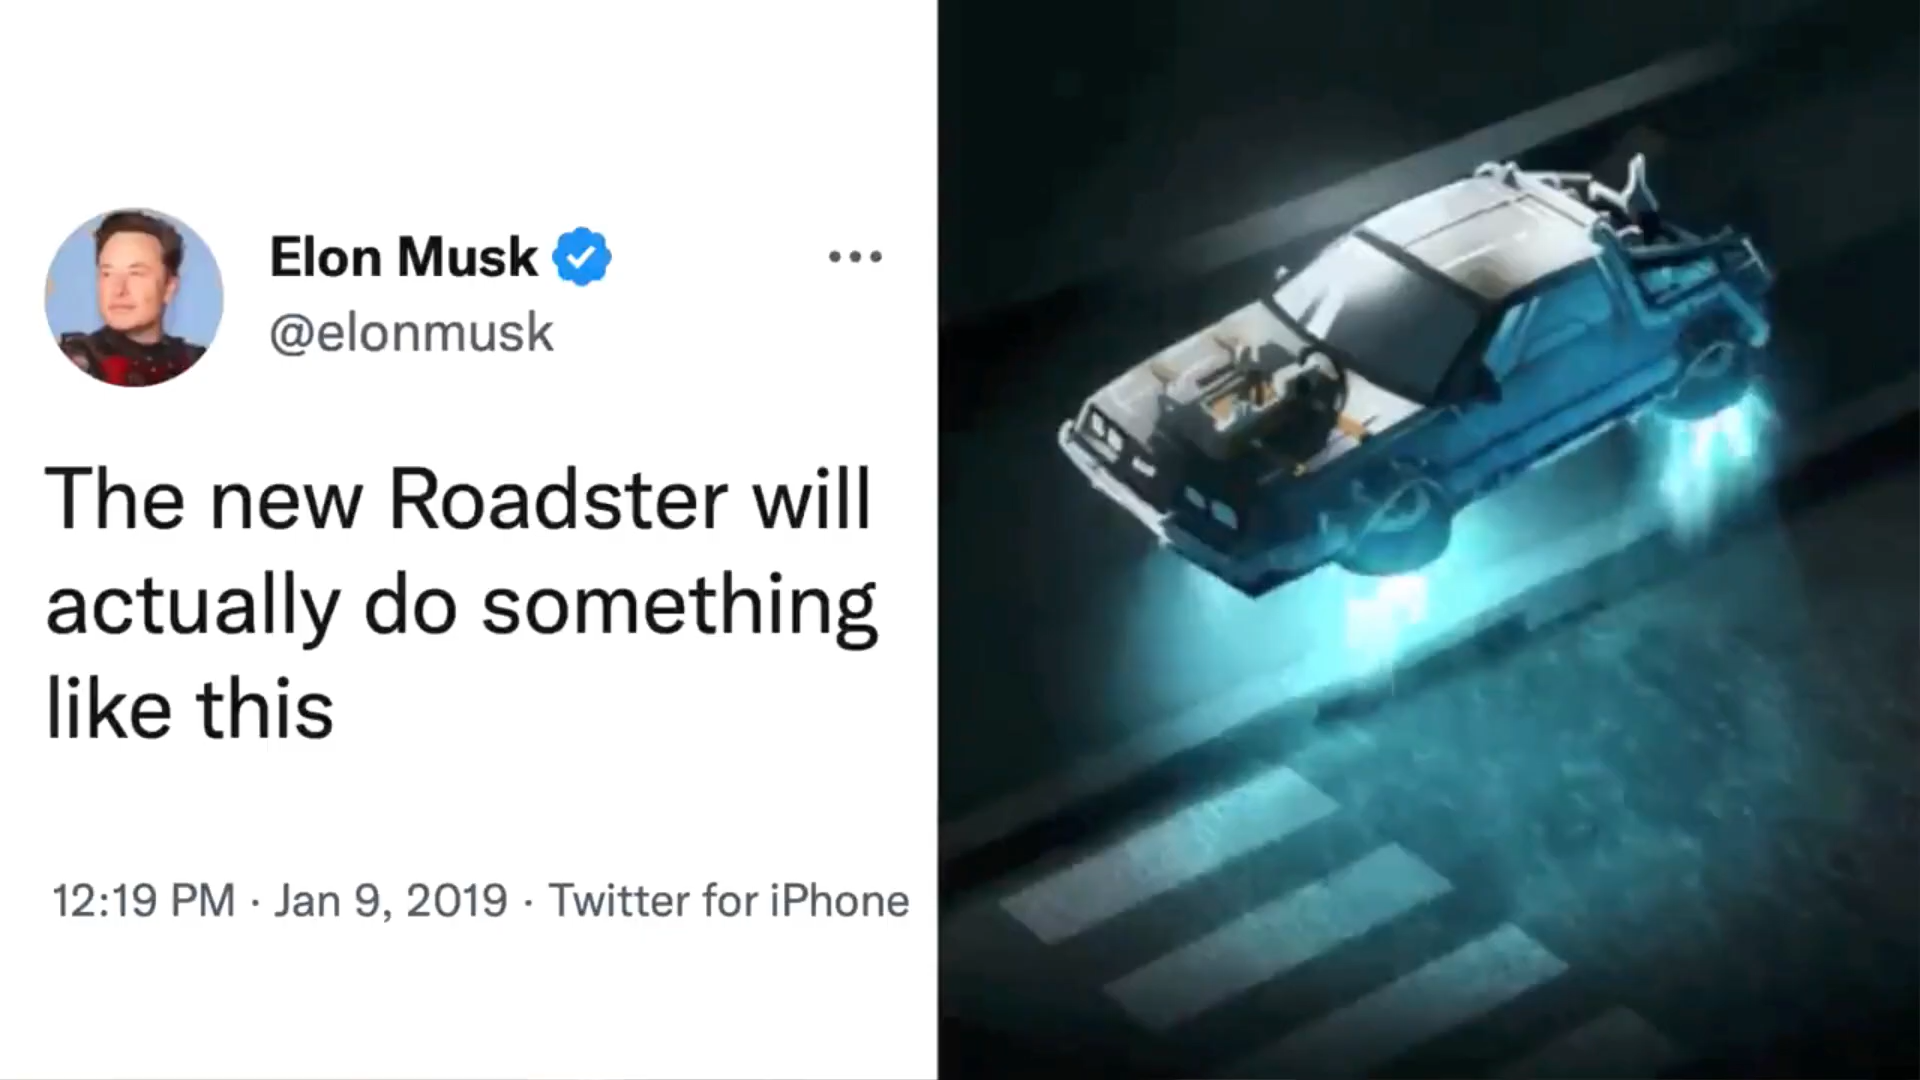 Elon Musk
@elonmusk
The new Roadster will
actually do something
like this
12:19 PM · Jan 9, 2019 · Twitter for iPhone